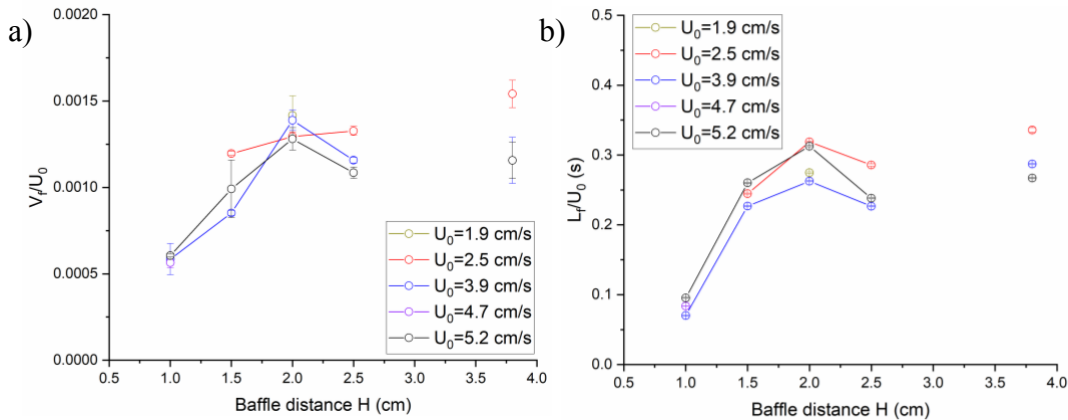 a)
0.0020
0.0015
0.0010
0.0005
0.0000
V_f/U_0
0.5 1.0 1.5 2.0 2.5 3.0 3.5 4.0
Baffle distance H (cm)
U_0=1.9 cm/s
U_0=2.5 cm/s
U_0=3.9 cm/s
U_0=4.7 cm/s
U_0=5.2 cm/s
b)
0.5
0.4
0.3
0.2
0.1
0.0
L_f/U_0 (s)
U_0=1.9 cm/s
U_0=2.5 cm/s
U_0=3.9 cm/s
U_0=4.7 cm/s
U_0=5.2 cm/s
0.5 1.0 1.5 2.0 2.5 3.0 3.5 4.0
Baffle distance H (cm)